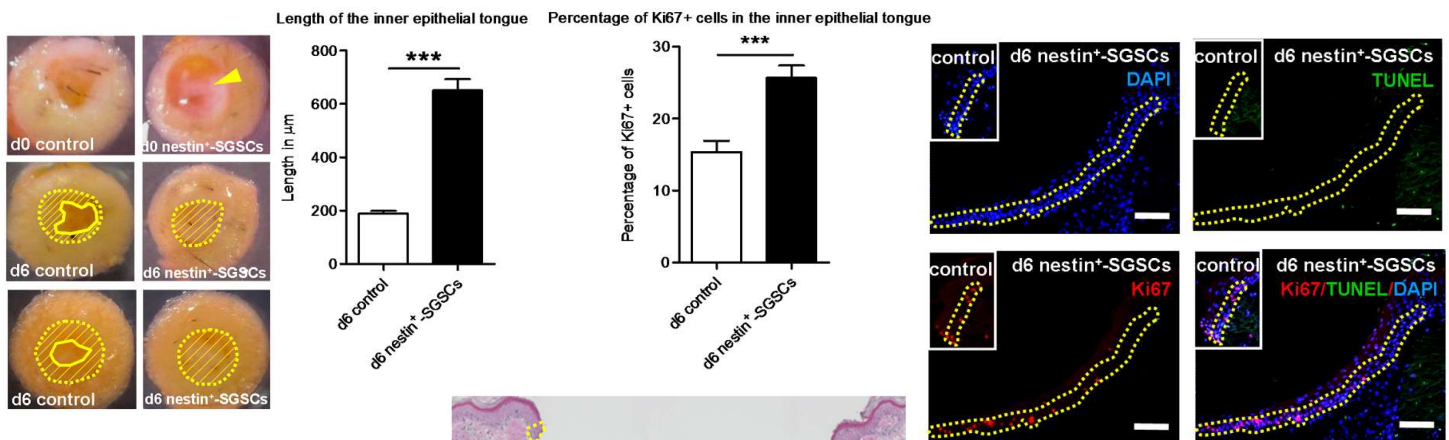 Length of the inner epithelial tongue
Percentage of Ki67+ cells in the inner epithelial tongue
d0 control
d0 nestin⁺-SGSCs
d6 control
d6 nestin⁺-SGSCs
d6 control
d6 nestin⁺-SGSCs
Length in µm
800
600
400
200
0
***
d6 control
d6 nestin⁺-SGSCs
Percentage of Ki67+ cells
30
20
10
0
***
d6 control
d6 nestin⁺-SGSCs
control
d6 nestin⁺-SGSCs
DAPI
control
d6 nestin⁺-SGSCs
TUNEL
control
d6 nestin⁺-SGSCs
Ki67
control
d6 nestin⁺-SGSCs
Ki67/TUNEL/DAPI